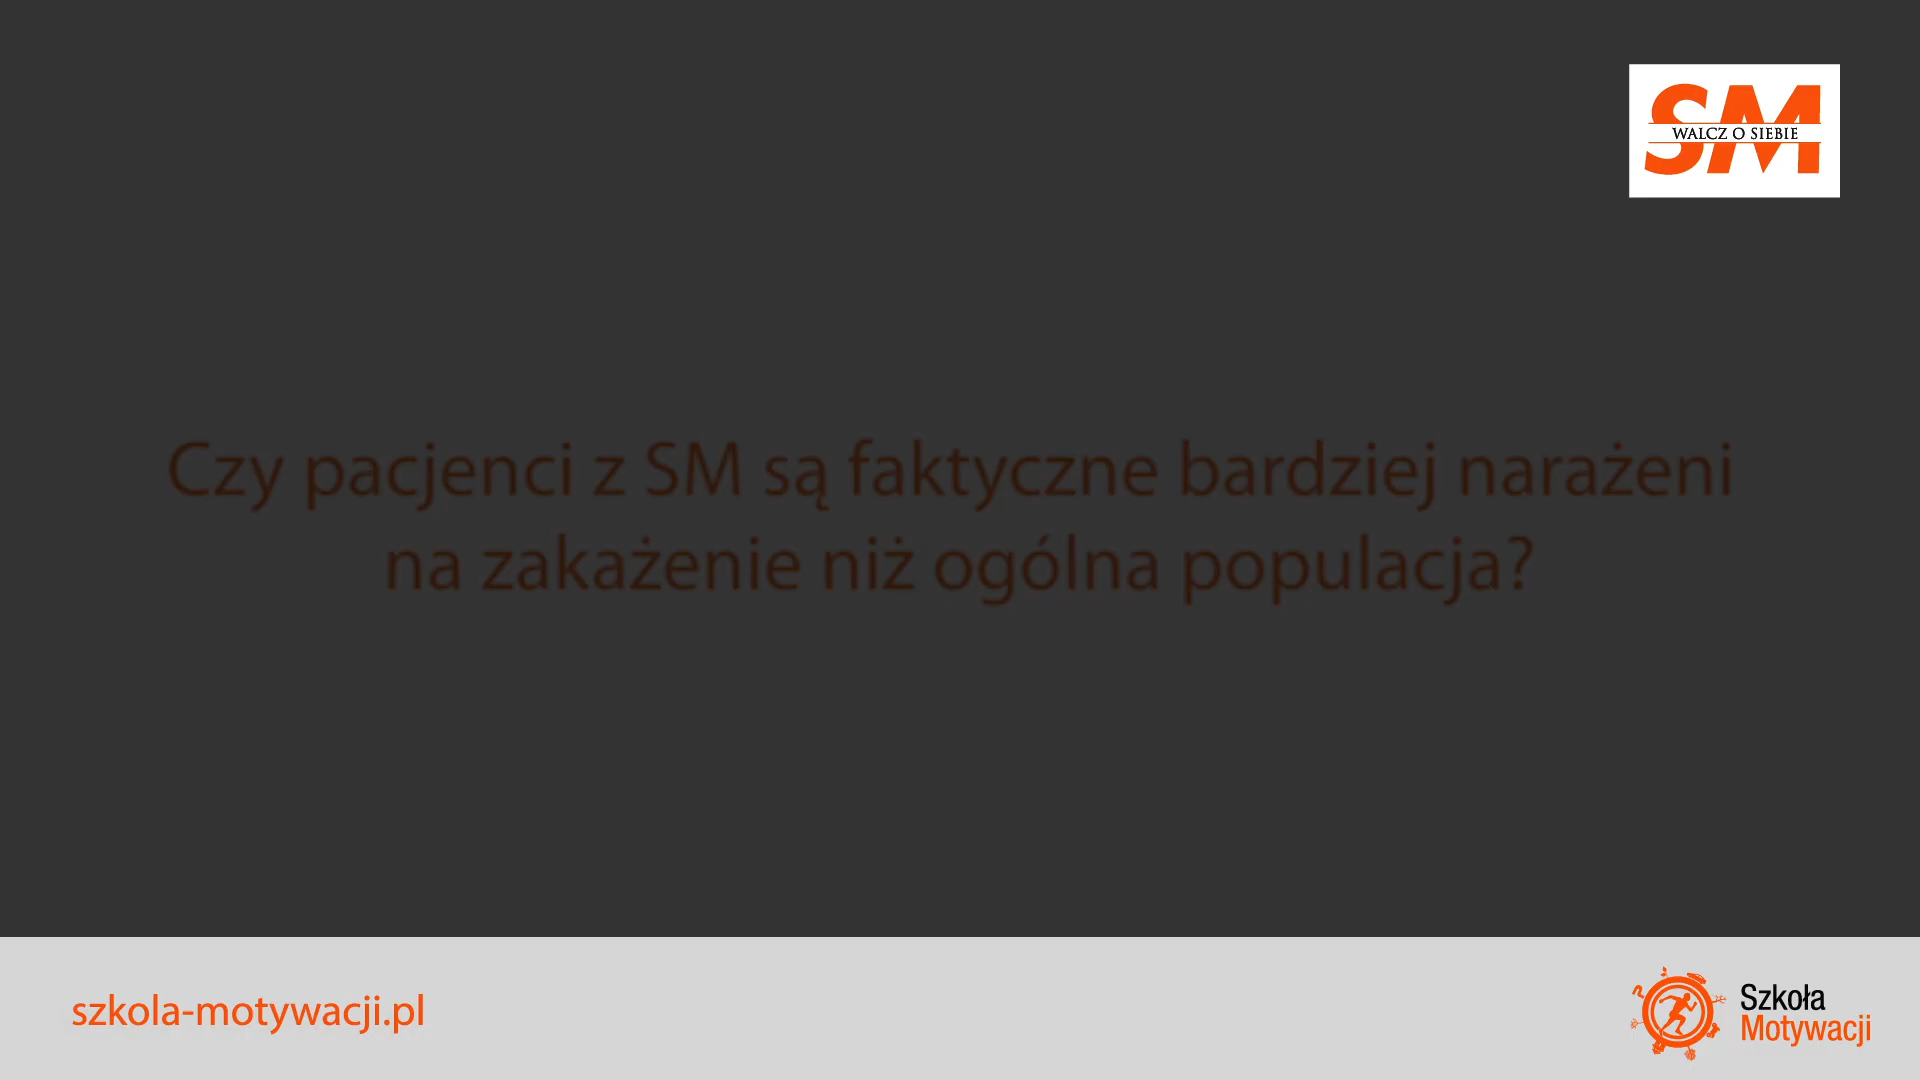 SM
WALCZ O SIEBIE
Czy pacjenci z SM są faktyczne bardziej narażeni
na zakażenie niż ogólna populacja?
szkola-motywacji.pl
Szkoła
Motywacji